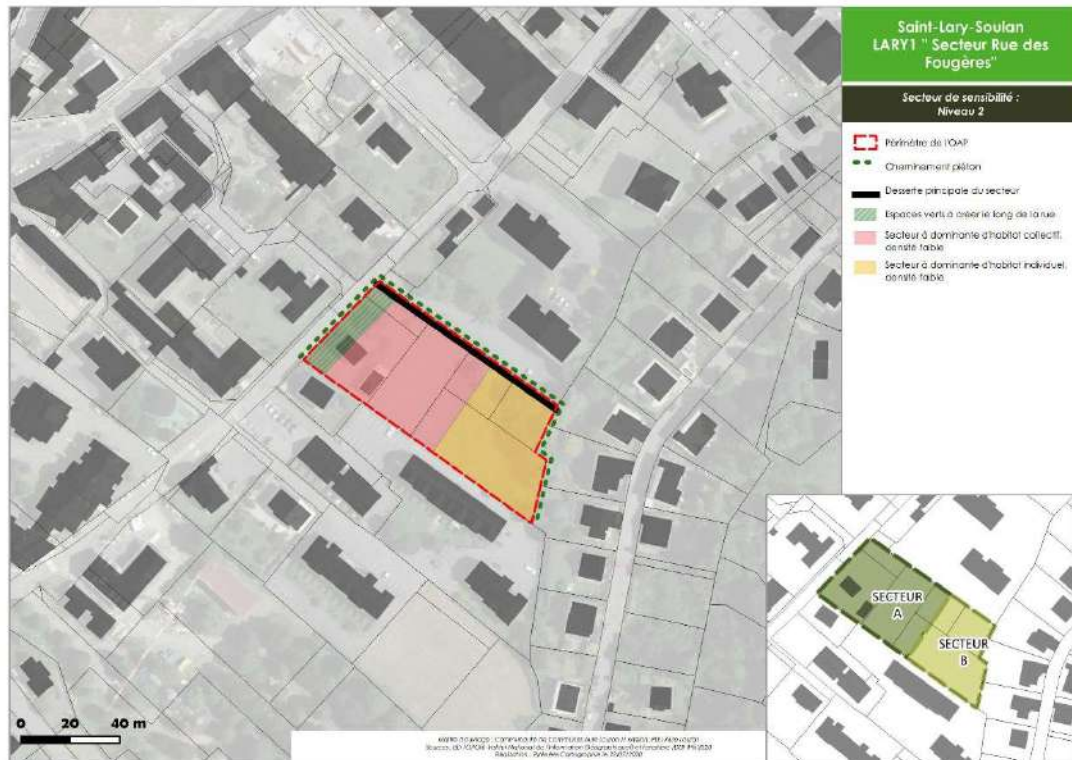 Saint-Lary-Soulan
LARY1 " Secteur Rue des
Fougères"
Secteur de sensibilité :
Niveau 2
Périmètre de l'OAP
Cheminement piéton
Desserte principale du secteur
Espaces verts à créer le long de la rue
Secteur à dominante d'habitat collectif,
densité faible
Secteur à dominante d'habitat individuel,
densité faible
SECTEUR
A
SECTEUR
B
0 20 40 m